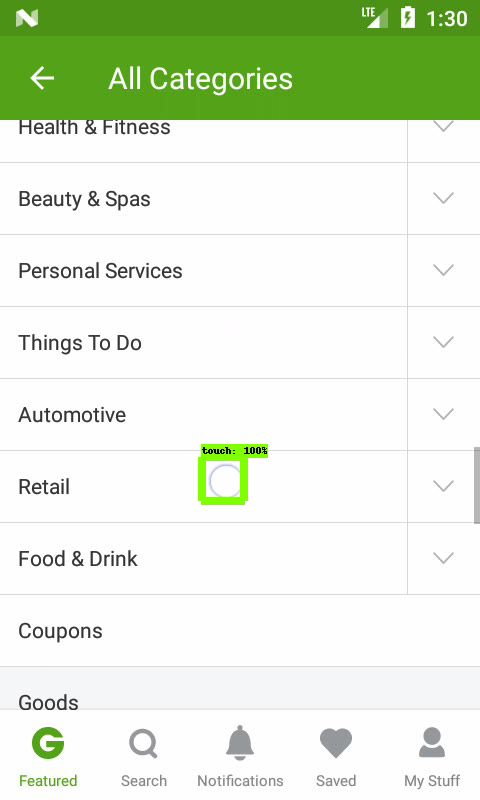 LTE 1:30
All Categories
Health & Fitness
Beauty & Spas
Personal Services
Things To Do
Automotive
touch: 100%
Retail
Food & Drink
Coupons
Goods
Featured Search Notifications Saved My Stuff